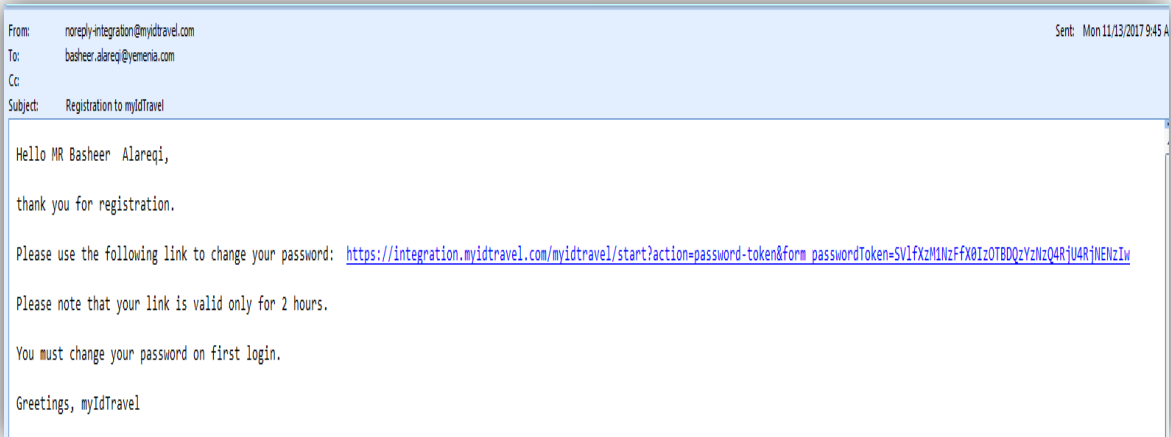 From: noreply-integration@myidtravel.com Sent: Mon 11/13/2017 9:45 A
To: basheer.alareqi@yemenia.com
Cc:
Subject: Registration to myIdTravel
Hello MR Basheer  Alareqi,
thank you for registration.
Please use the following link to change your password:  https://integration.myidtravel.com/myidtravel/start?action=password-token&form_passwordToken=SVlfXzM1NzFfX0IzOTBDQzYzNzQ4RjU4RjNENzIw
Please note that your link is valid only for 2 hours.
You must change your password on first login.
Greetings, myIdTravel